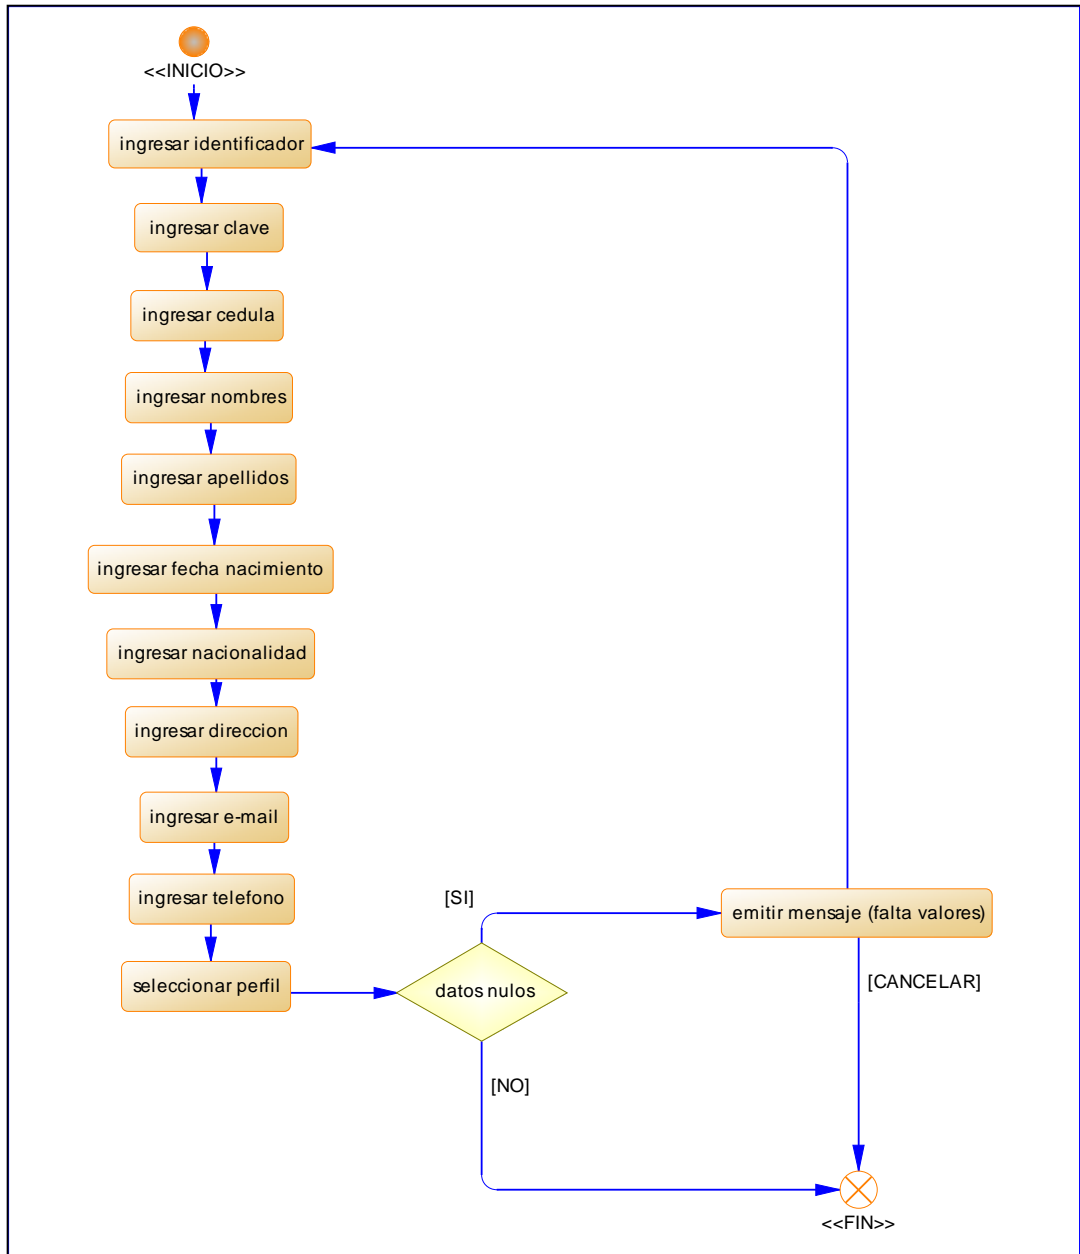 <<INICIO>>
ingresar identificador
ingresar clave
ingresar cedula
ingresar nombres
ingresar apellidos
ingresar fecha nacimiento
ingresar nacionalidad
ingresar direccion
ingresar e-mail
ingresar telefono
seleccionar perfil
datos nulos
[SI]
emitir mensaje (falta valores)
[CANCELAR]
[NO]
<<FIN>>